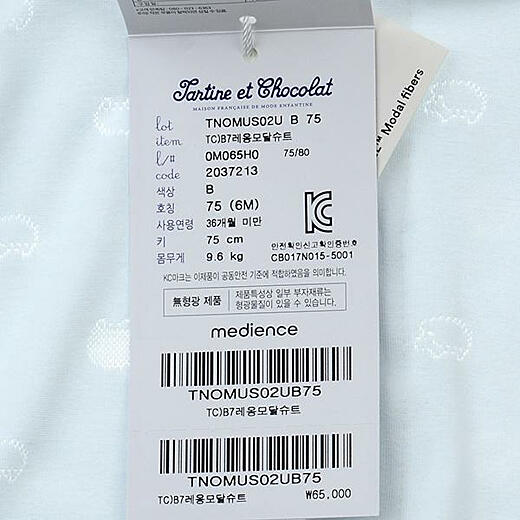 Tartine et Chocolat
MAISON FRANÇAISE DE MODE ENFANTINE
lot TNOMUS02U B 75
item TC)B7레옹모달슈트
l/# 0M065H0 75/80
code 2037213
색상 B
호칭 75 (6M)
사용연령 36개월 미만
키 75 cm
몸무게 9.6 kg
안전확인신고확인증번호
CB017N015-5001
KC마크는 이제품이 공동안전 기준에 적합하였음을 의미합니다.
無형광 제품
제품특성상 일부 부자재류는
형광물질이 있을 수 있습니다.
medience
TNOMUS02UB75
TC)B7레옹모달슈트
TNOMUS02UB75
TC)B7레옹모달슈트 ₩65,000
Modal fibers